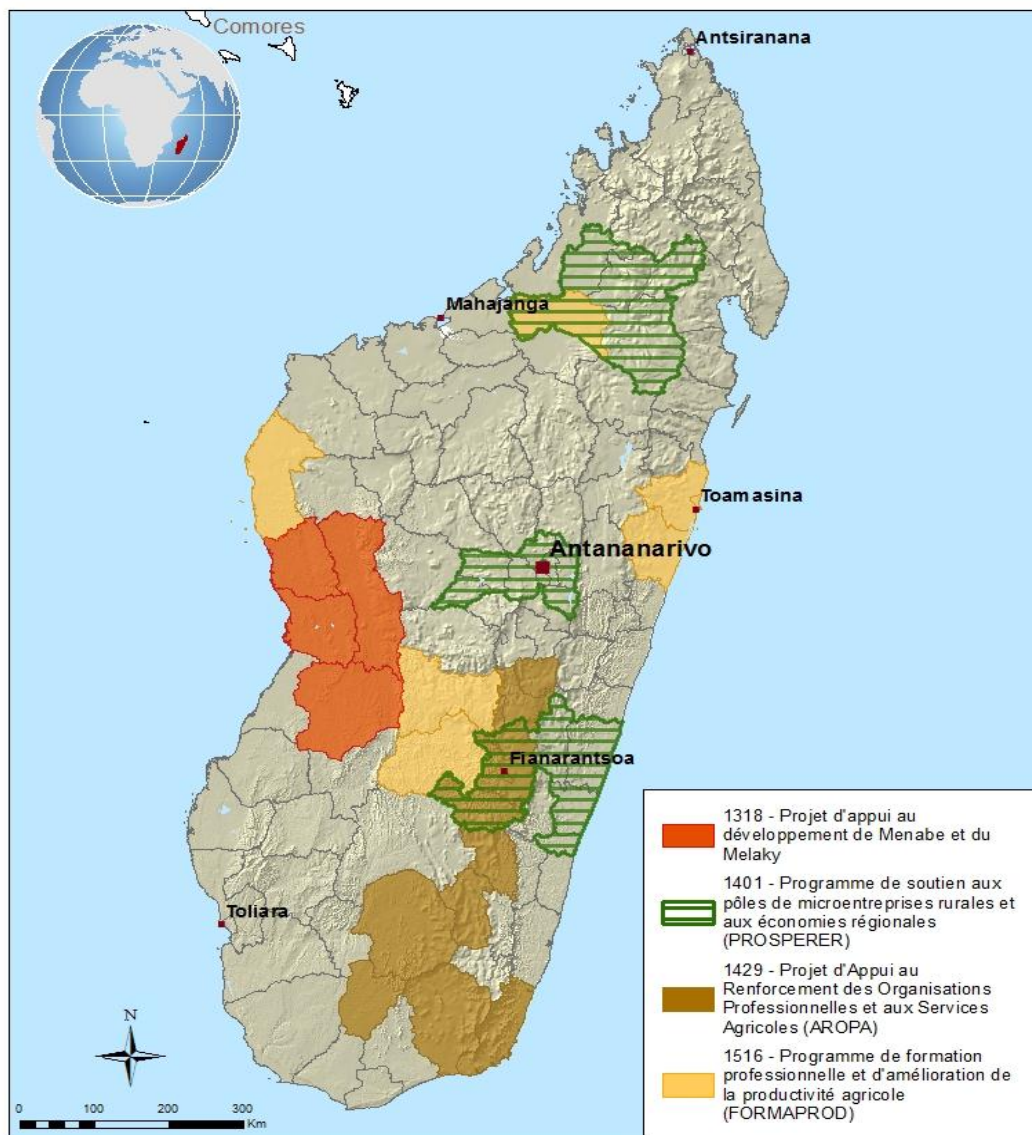 Comores
Antsiranana
Mahajanga
Toamasina
Antananarivo
Fianarantsoa
Toliara
N
0 100 200 300
Km
1318 - Projet d'appui au
développement de Menabe et du
Melaky
1401 - Programme de soutien aux
pôles de microentreprises rurales et
aux économies régionales
(PROSPERER)
1429 - Projet d'Appui au
Renforcement des Organisations
Professionnelles et aux Services
Agricoles (AROPA)
1516 - Programme de formation
professionnelle et d'amélioration de
la productivité agricole
(FORMAPROD)